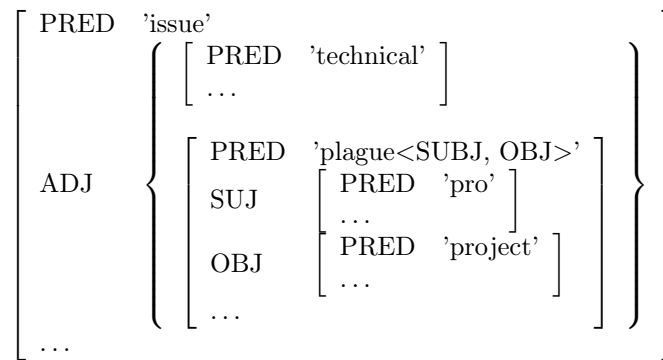 PRED 'issue'
PRED 'technical'
...
PRED 'plague<SUBJ, OBJ>'
ADJ
SUJ
PRED 'pro'
...
OBJ
PRED 'project'
...
...
...